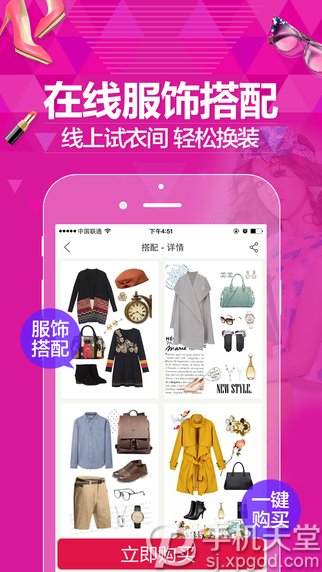 在线服饰搭配
线上试衣间 轻松换装
中国联通
下午4:51
搭配 - 详情
服饰
搭配
NEW STYLE.
一键
购买
立即购买
手机天堂
sj.xpgod.com